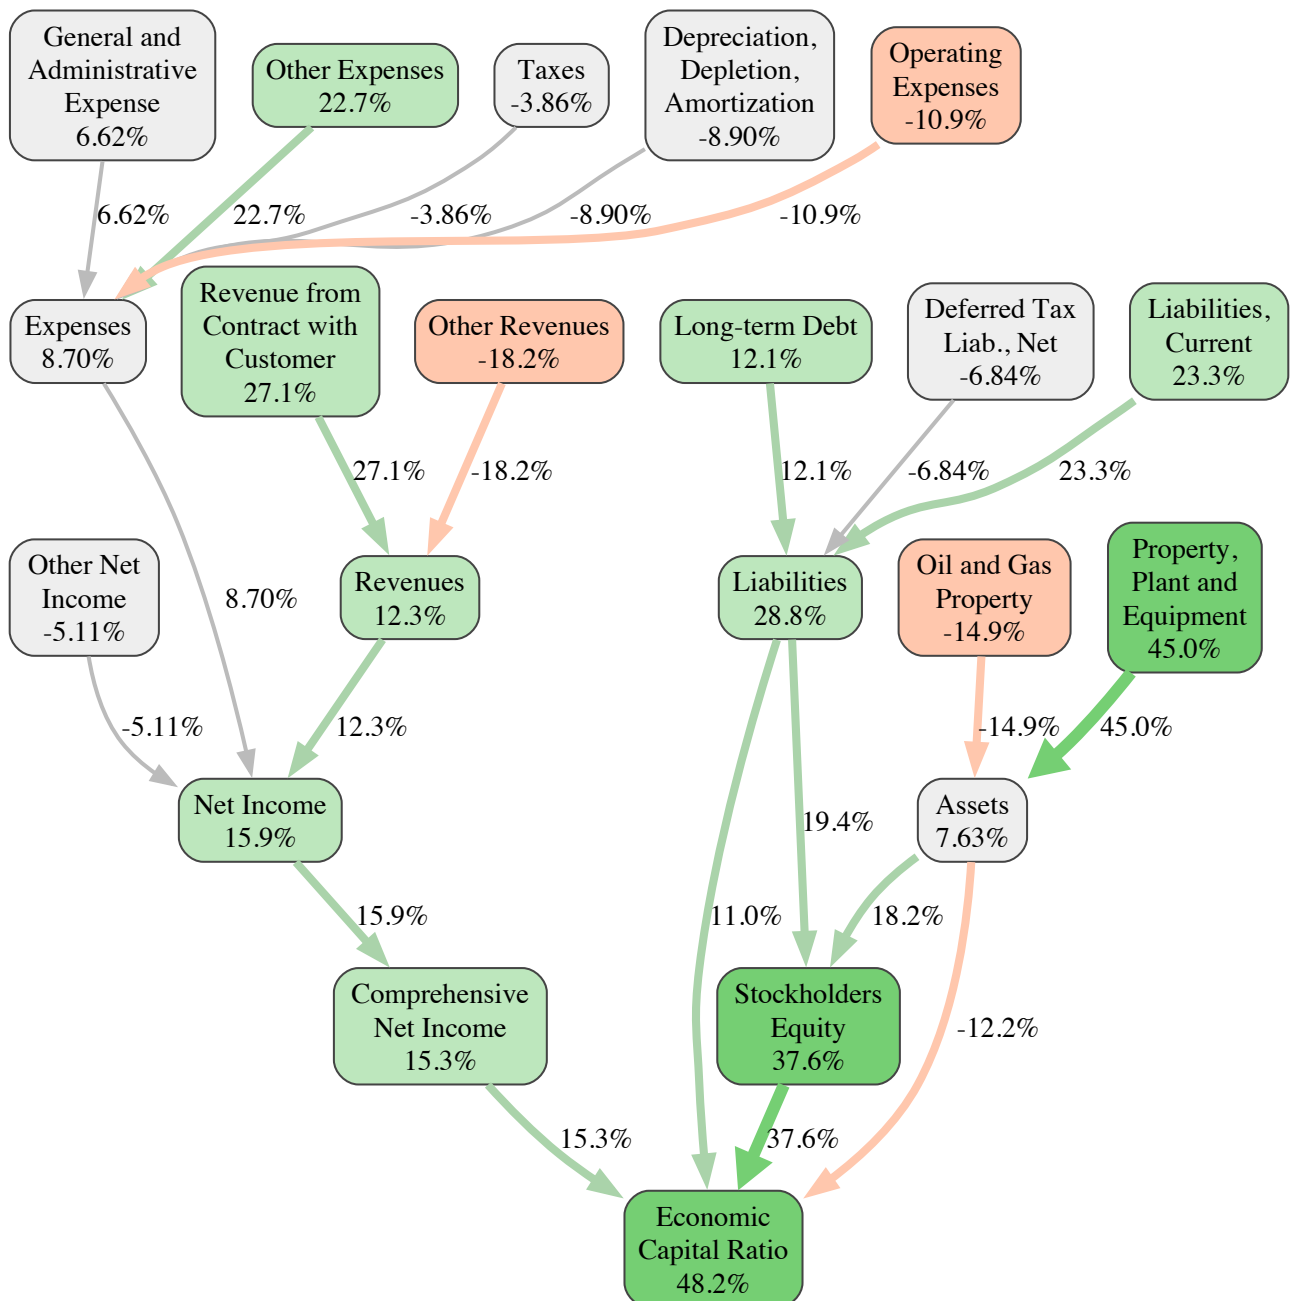 General and
Administrative
Expense
6.62%
Other Expenses
22.7%
Taxes
-3.86%
Depreciation,
Depletion,
Amortization
-8.90%
Operating
Expenses
-10.9%
6.62%
22.7%
-3.86%
-8.90%
-10.9%
Expenses
8.70%
Revenue from
Contract with
Customer
27.1%
Other Revenues
-18.2%
Long-term Debt
12.1%
Deferred Tax
Liab., Net
-6.84%
Liabilities,
Current
23.3%
27.1%
-18.2%
12.1%
-6.84%
23.3%
Other Net
Income
-5.11%
8.70%
Revenues
12.3%
Liabilities
28.8%
Oil and Gas
Property
-14.9%
Property,
Plant and
Equipment
45.0%
-5.11%
12.3%
-14.9%
45.0%
Net Income
15.9%
19.4%
Assets
7.63%
15.9%
11.0%
18.2%
Comprehensive
Net Income
15.3%
Stockholders
Equity
37.6%
-12.2%
15.3%
37.6%
Economic
Capital Ratio
48.2%